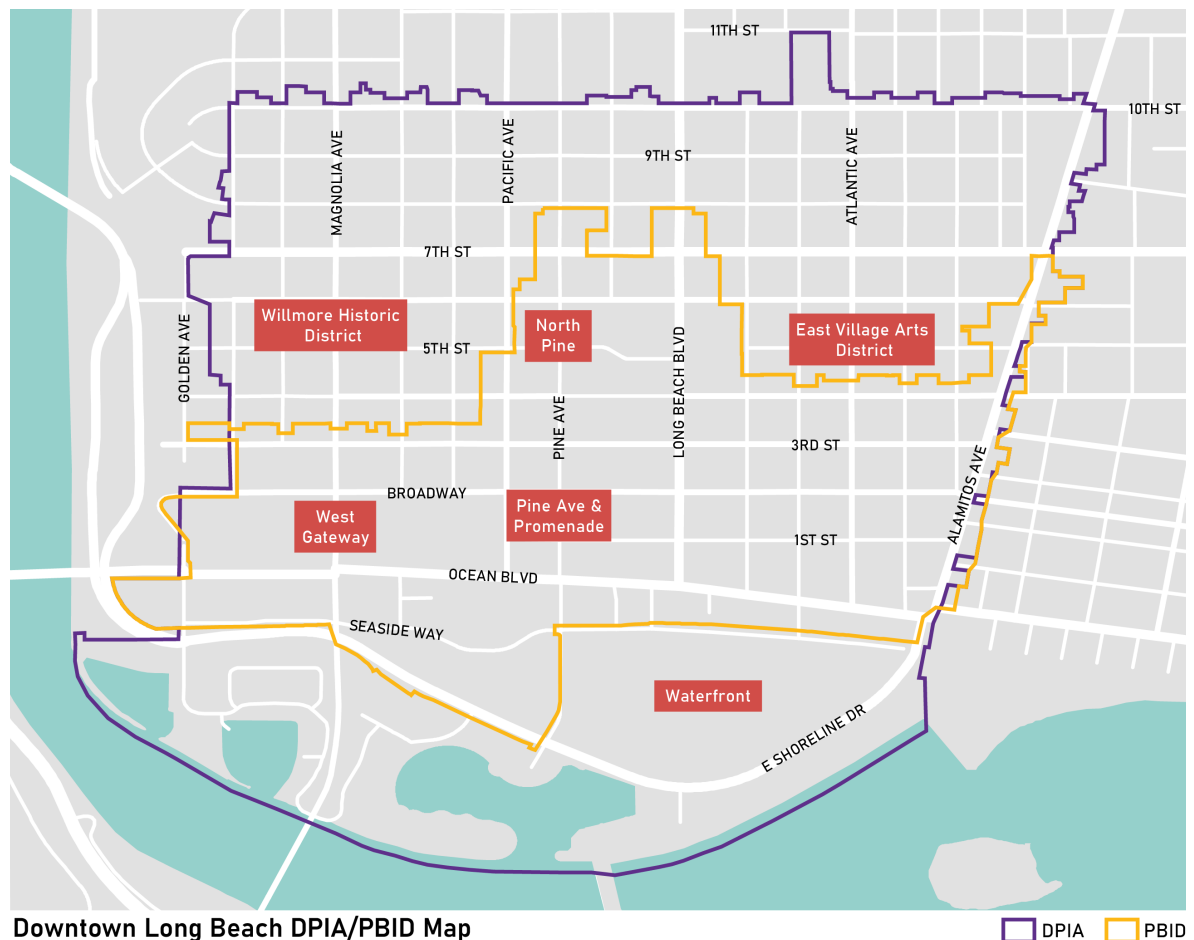 11TH ST
10TH ST
MAGNOLIA AVE
PACIFIC AVE
9TH ST
ATLANTIC AVE
7TH ST
GOLDEN AVE
Willmore Historic
District
North
Pine
East Village Arts
District
5TH ST
LONG BEACH BLVD
PINE AVE
3RD ST
BROADWAY
West
Gateway
Pine Ave &
Promenade
ALAMITOS AVE
1ST ST
OCEAN BLVD
SEASIDE WAY
Waterfront
E SHORELINE DR
Downtown Long Beach DPIA/PBID Map
DPIA
PBID